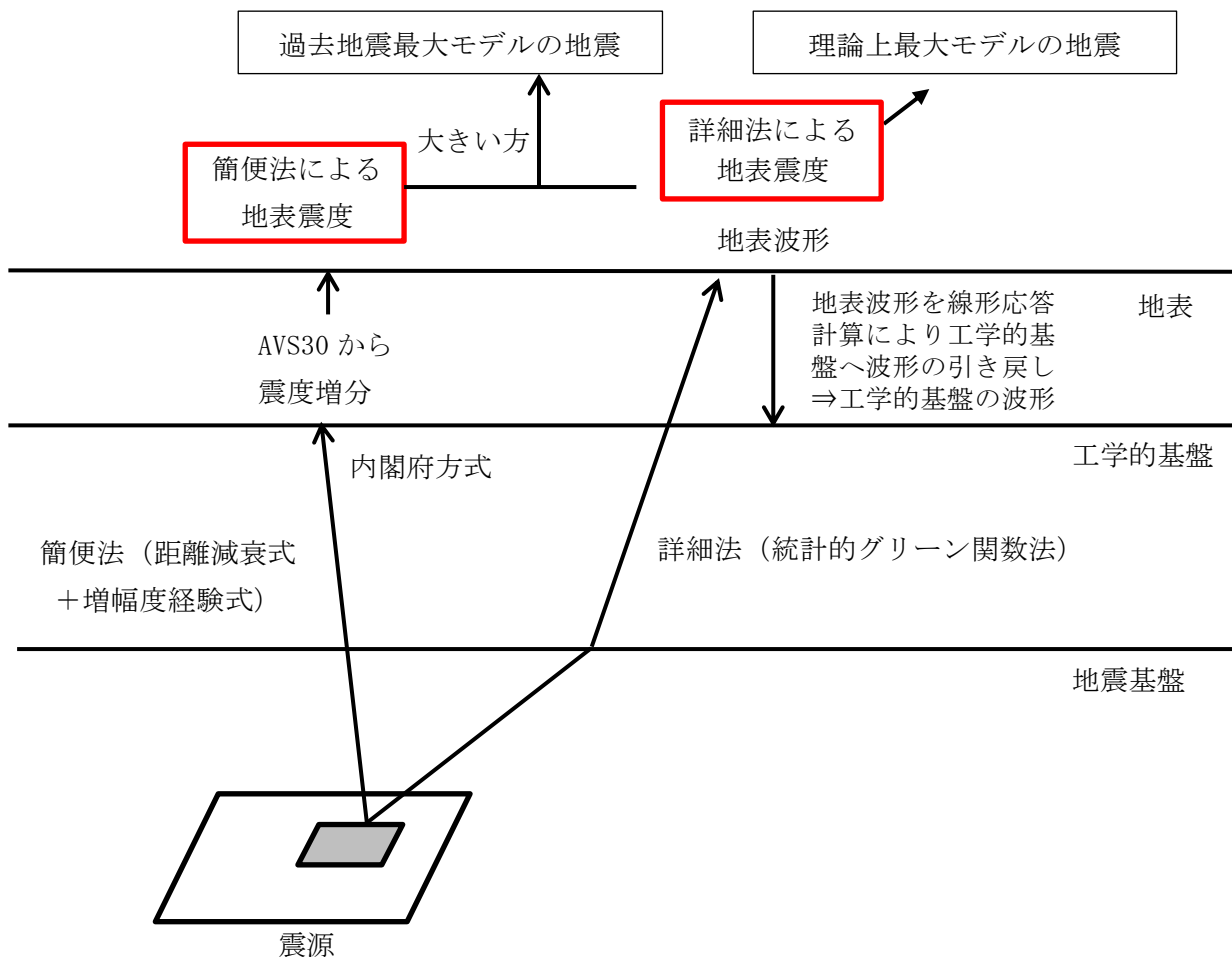 過去地震最大モデルの地震
理論上最大モデルの地震
大きい方
簡便法による
地表震度
詳細法による
地表震度
地表波形
AVS30 から
震度増分
地表波形を線形応答
計算により工学的基
盤へ波形の引き戻し
⇒工学的基盤の波形
地表
内閣府方式
工学的基盤
簡便法（距離減衰式
＋増幅度経験式）
詳細法（統計的グリーン関数法）
地震基盤
震源